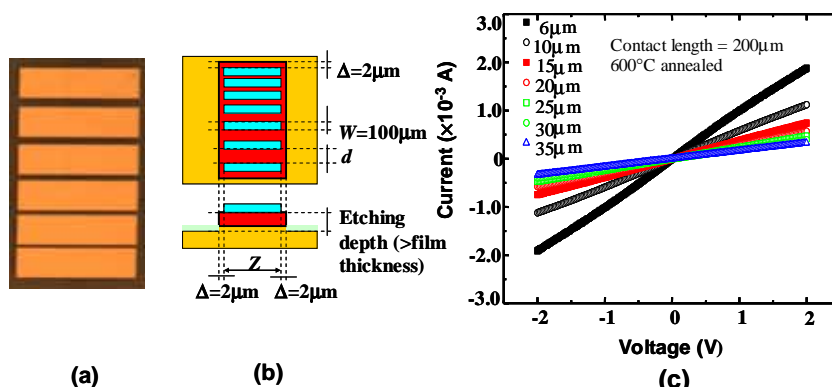 (a)
Δ=2μm
W=100μm
d
Etching
depth (>film
thickness)
Z
Δ=2μm
Δ=2μm
(b)
3.0
2.0
1.0
0
-1.0
-2.0
-3.0
Current (×10⁻³ A)
6μm
10μm
15μm
20μm
25μm
30μm
35μm
Contact length = 200μm
600°C annealed
-2
-1
0
1
2
Voltage (V)
(c)